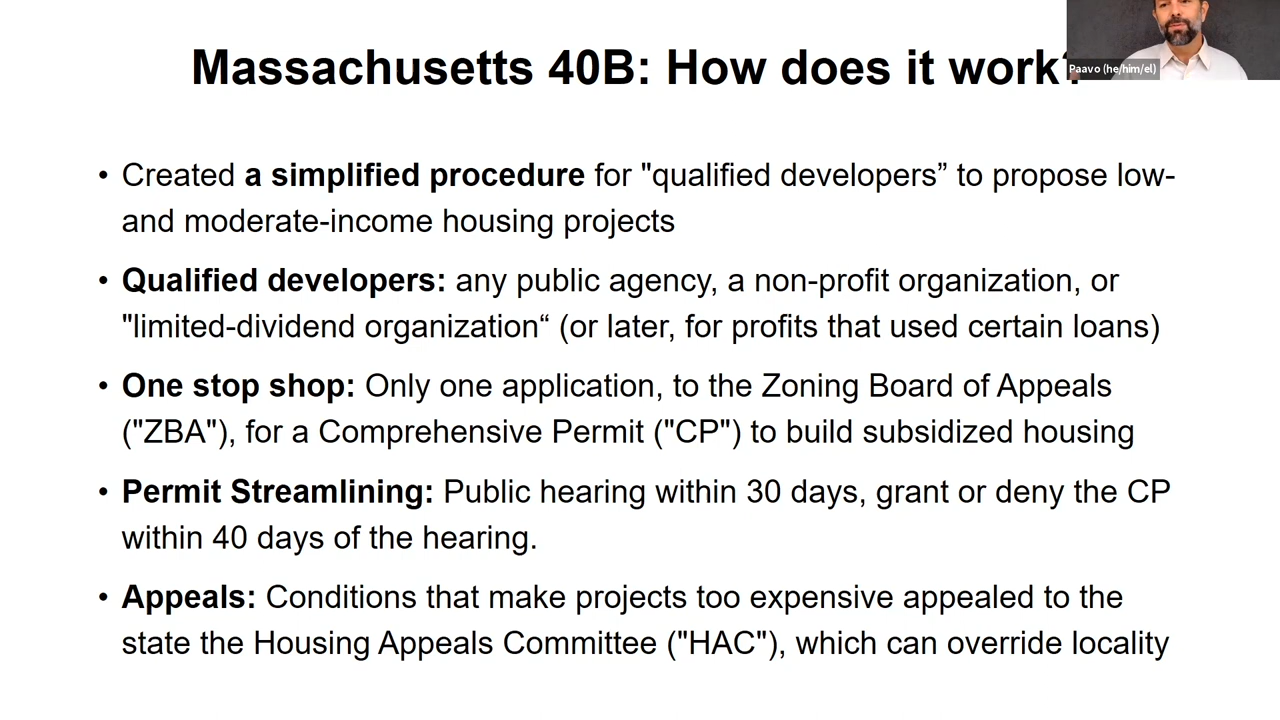 Massachusetts 40B: How does it work?
Paavo (he/him/el)
• Created a simplified procedure for "qualified developers” to propose low-
and moderate-income housing projects
• Qualified developers: any public agency, a non-profit organization, or
"limited-dividend organization“ (or later, for profits that used certain loans)
• One stop shop: Only one application, to the Zoning Board of Appeals
("ZBA"), for a Comprehensive Permit ("CP") to build subsidized housing
• Permit Streamlining: Public hearing within 30 days, grant or deny the CP
within 40 days of the hearing.
• Appeals: Conditions that make projects too expensive appealed to the
state the Housing Appeals Committee ("HAC"), which can override locality